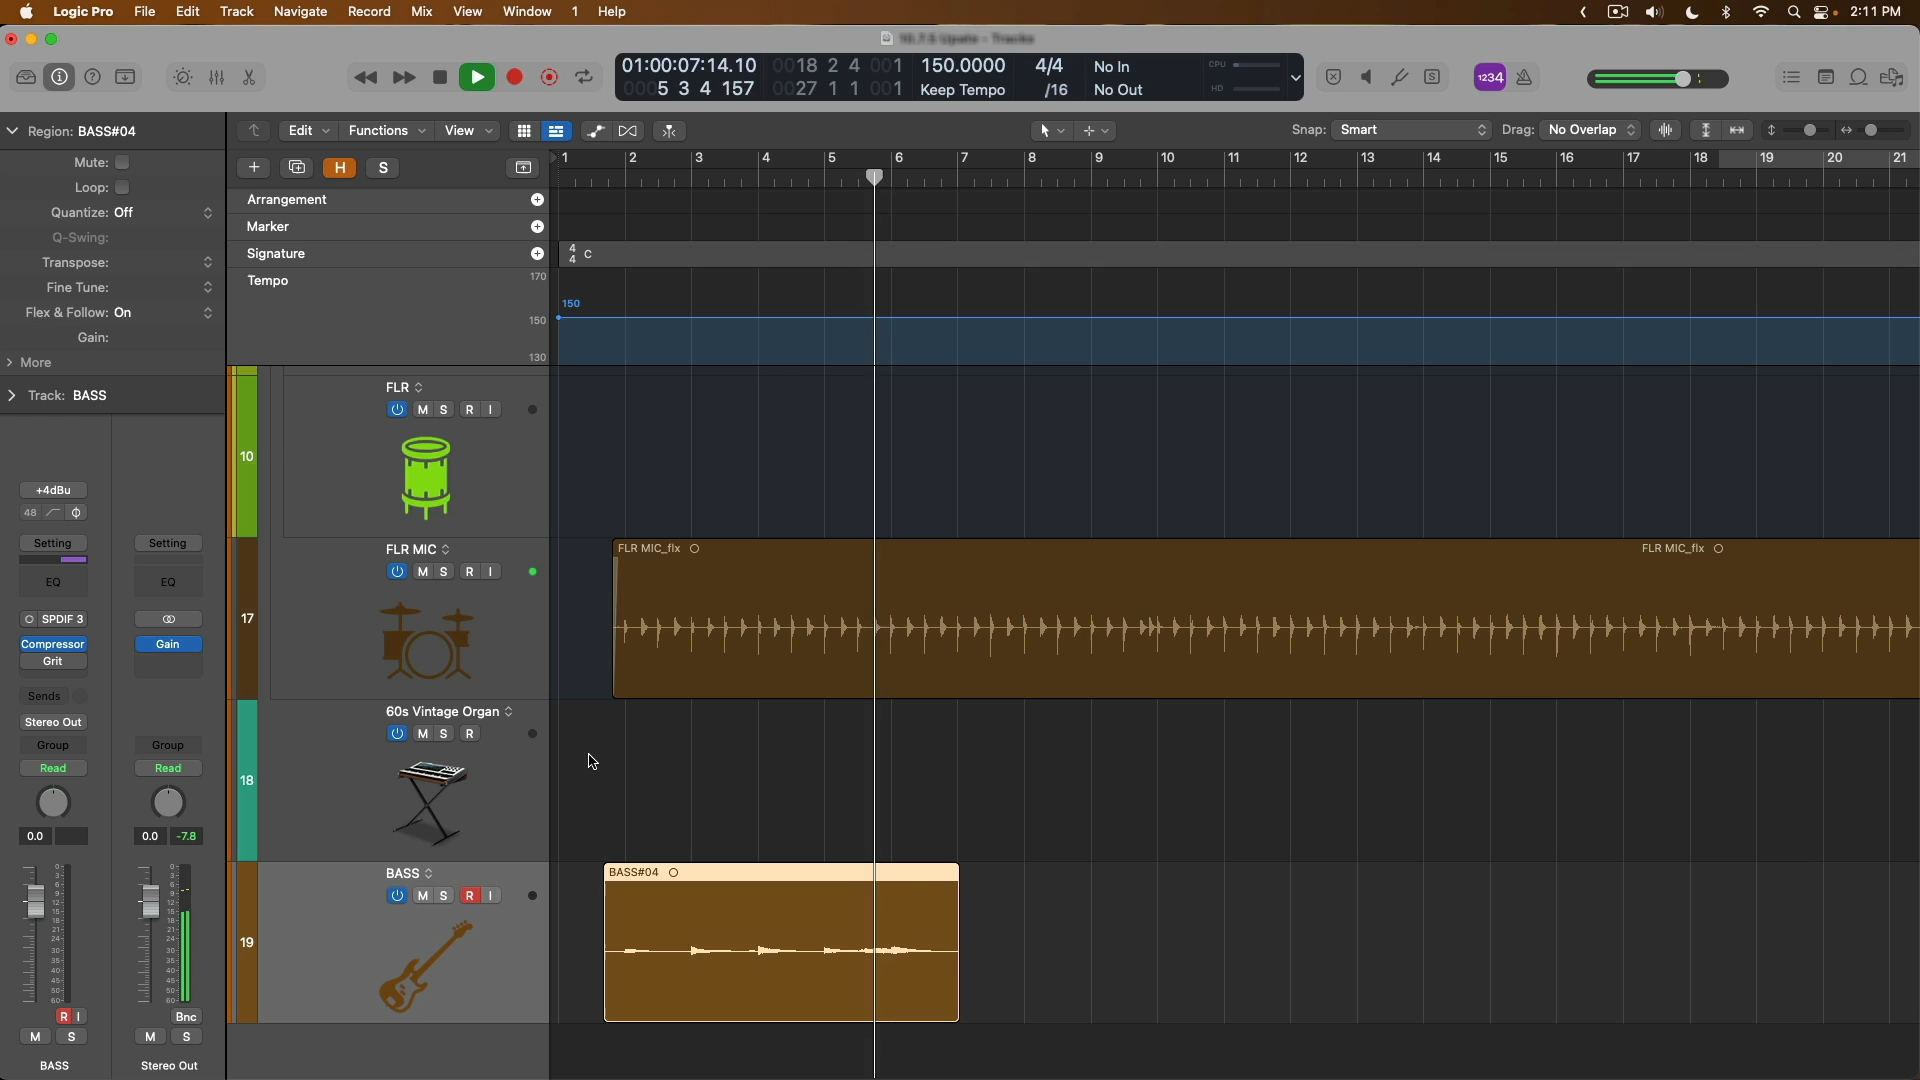 Logic Pro File Edit Track Navigate Record Mix View Window 1 Help 2:11 PM
01:00:07:14.10 0018 2 4 001 150.0000 4/4 No In CPU
0005 3 4 157 0027 1 1 001 Keep Tempo /16 No Out HD
1234
Region: BASS#04
Edit Functions View Snap: Smart Drag: No Overlap
Mute:
Loop:
Quantize: Off
Q-Swing:
Transpose:
Fine Tune:
Flex & Follow: On
Gain:
More
Track: BASS
H S
1 2 3 4 5 6 7 8 9 10 11 12 13 14 15 16 17 18 19 20 21
Arrangement
Marker
Signature
4
4 C
Tempo 170
150
150
130
+4dBu
48
Setting Setting
EQ EQ
SPDIF 3
Compressor Gain
Grit
Sends
Stereo Out
Group Group
Read Read
0.0 0.0 -7.8
R I Bnc
M S M S
BASS Stereo Out
10
FLR
M S R I
17
FLR MIC
M S R I
FLR MIC_flx FLR MIC_flx
18
60s Vintage Organ
M S R
19
BASS
M S R I
BASS#04